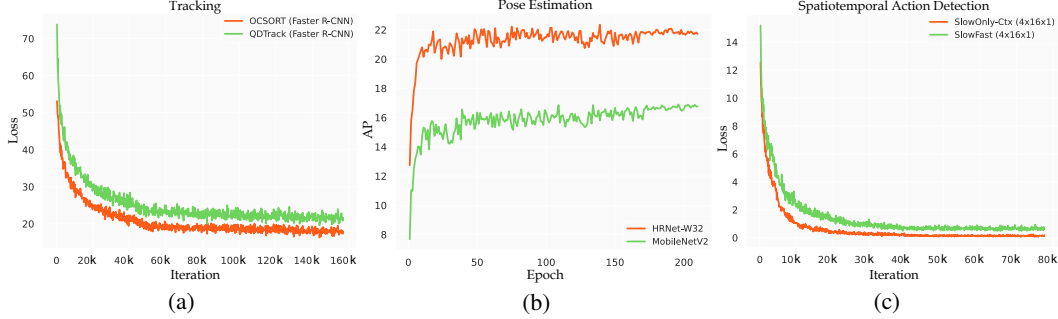 Tracking
OCSORT (Faster R-CNN)
QDTrack (Faster R-CNN)
Loss
70
60
50
40
30
20
0 20k 40k 60k 80k 100k 120k 140k 160k
Iteration
(a)
Pose Estimation
AP
22
20
18
16
14
12
10
8
HRNet-W32
MobileNetV2
0 50 100 150 200
Epoch
(b)
Spatiotemporal Action Detection
SlowOnly-Ctx (4x16x1)
SlowFast (4x16x1)
Loss
14
12
10
8
6
4
2
0
0 10k 20k 30k 40k 50k 60k 70k 80k
Iteration
(c)